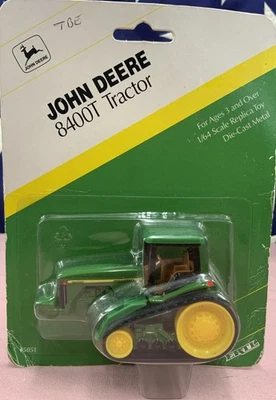 TBE
JOHN DEERE
JOHN DEERE
8400T Tractor
For Ages 3 and Over
1/64 Scale Replica Toy
Die-Cast Metal
ERTL